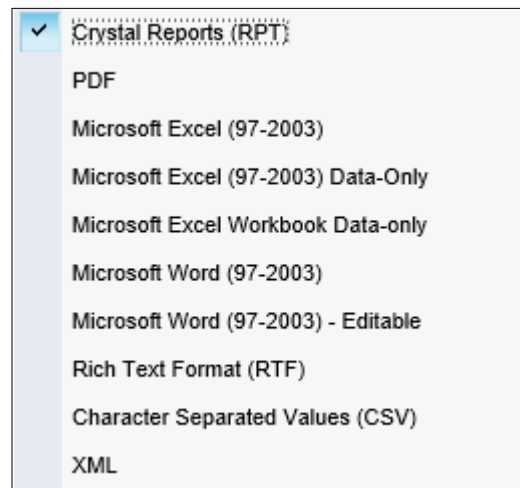 Crystal Reports (RPT)
PDF
Microsoft Excel (97-2003)
Microsoft Excel (97-2003) Data-Only
Microsoft Excel Workbook Data-only
Microsoft Word (97-2003)
Microsoft Word (97-2003) - Editable
Rich Text Format (RTF)
Character Separated Values (CSV)
XML